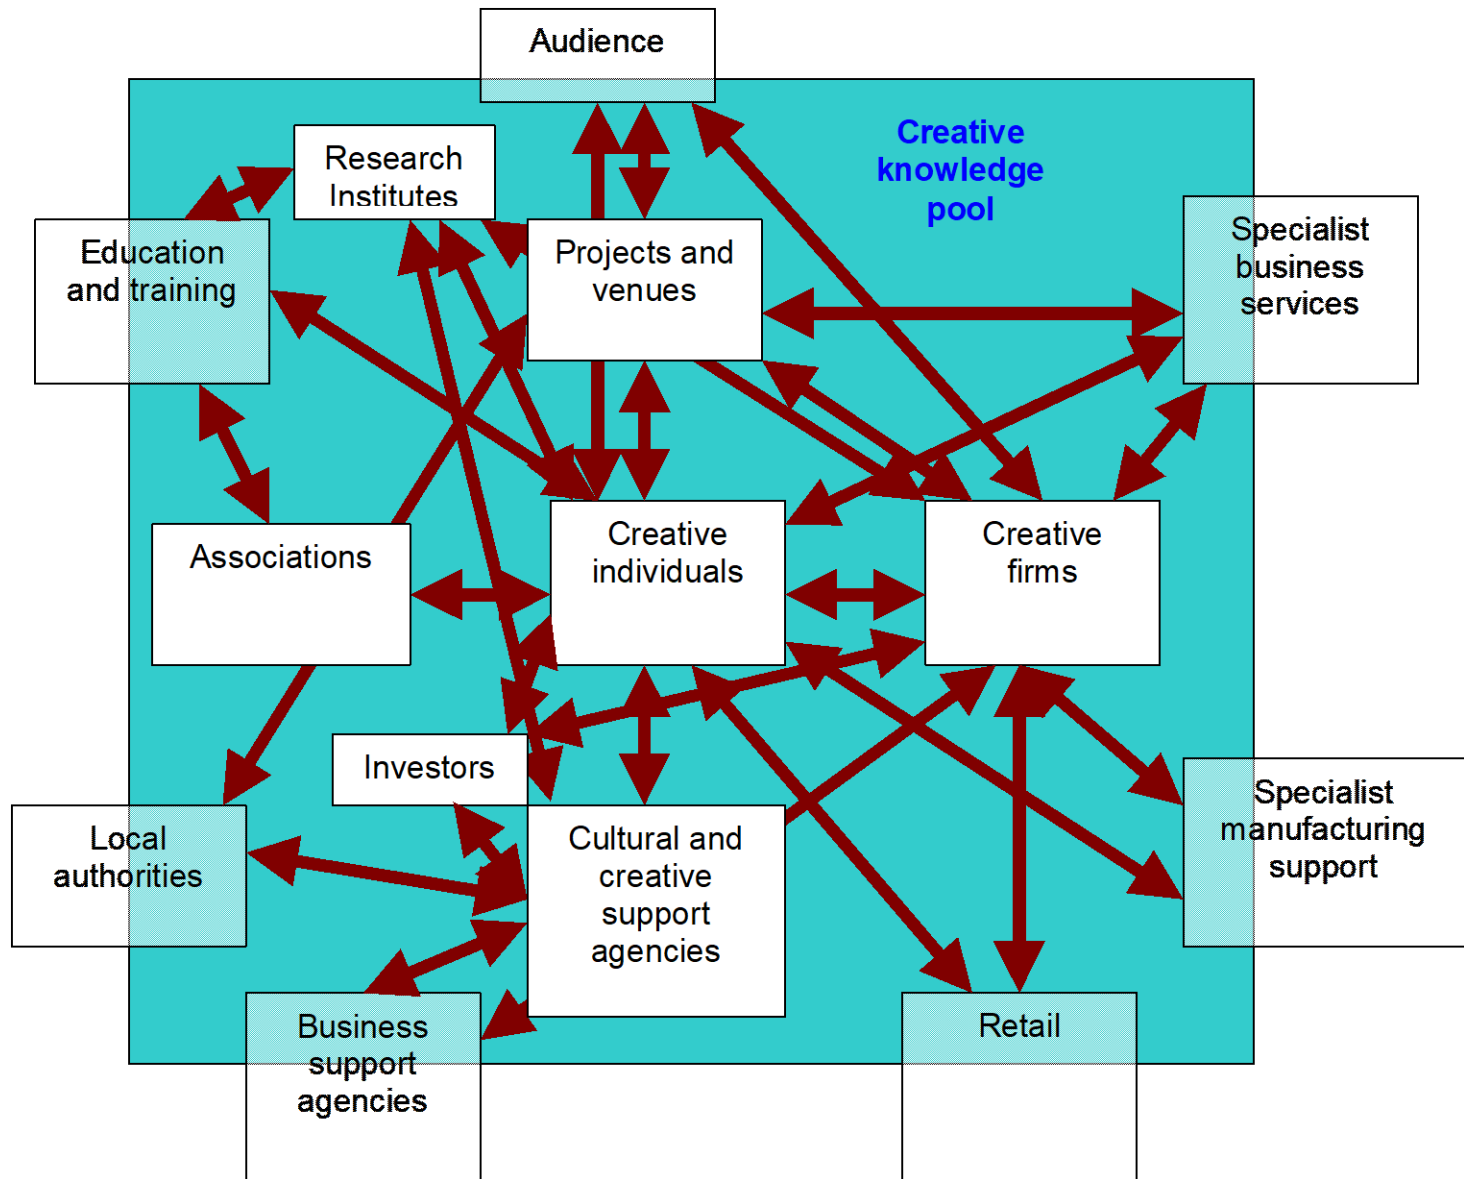 Audience
Creative
knowledge
pool
Research
Institutes
Education
and training
Projects and
venues
Specialist
business
services
Associations
Creative
individuals
Creative
firms
Investors
Local
authorities
Cultural and
creative
support
agencies
Specialist
manufacturing
support
Business
support
agencies
Retail